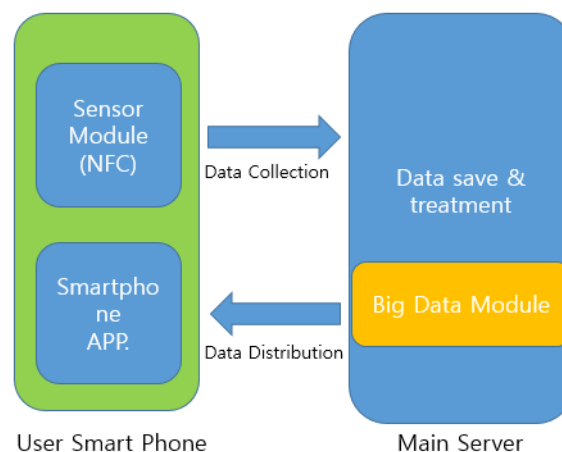 Sensor
Module
(NFC)
Data Collection
Data save &
treatment
Smartpho
ne
APP.
Big Data Module
Data Distribution
User Smart Phone
Main Server